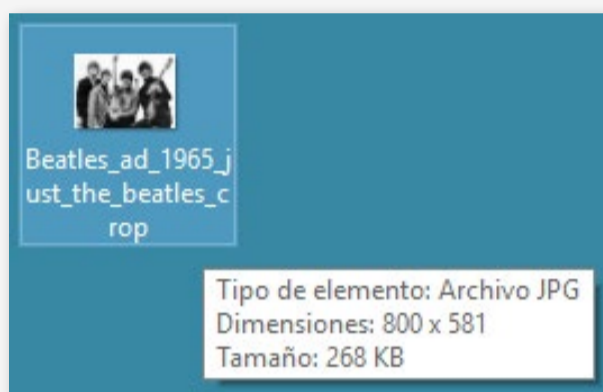 Beatles_ad_1965_j
ust_the_beatles_c
rop
Tipo de elemento: Archivo JPG
Dimensiones: 800 x 581
Tamaño: 268 KB